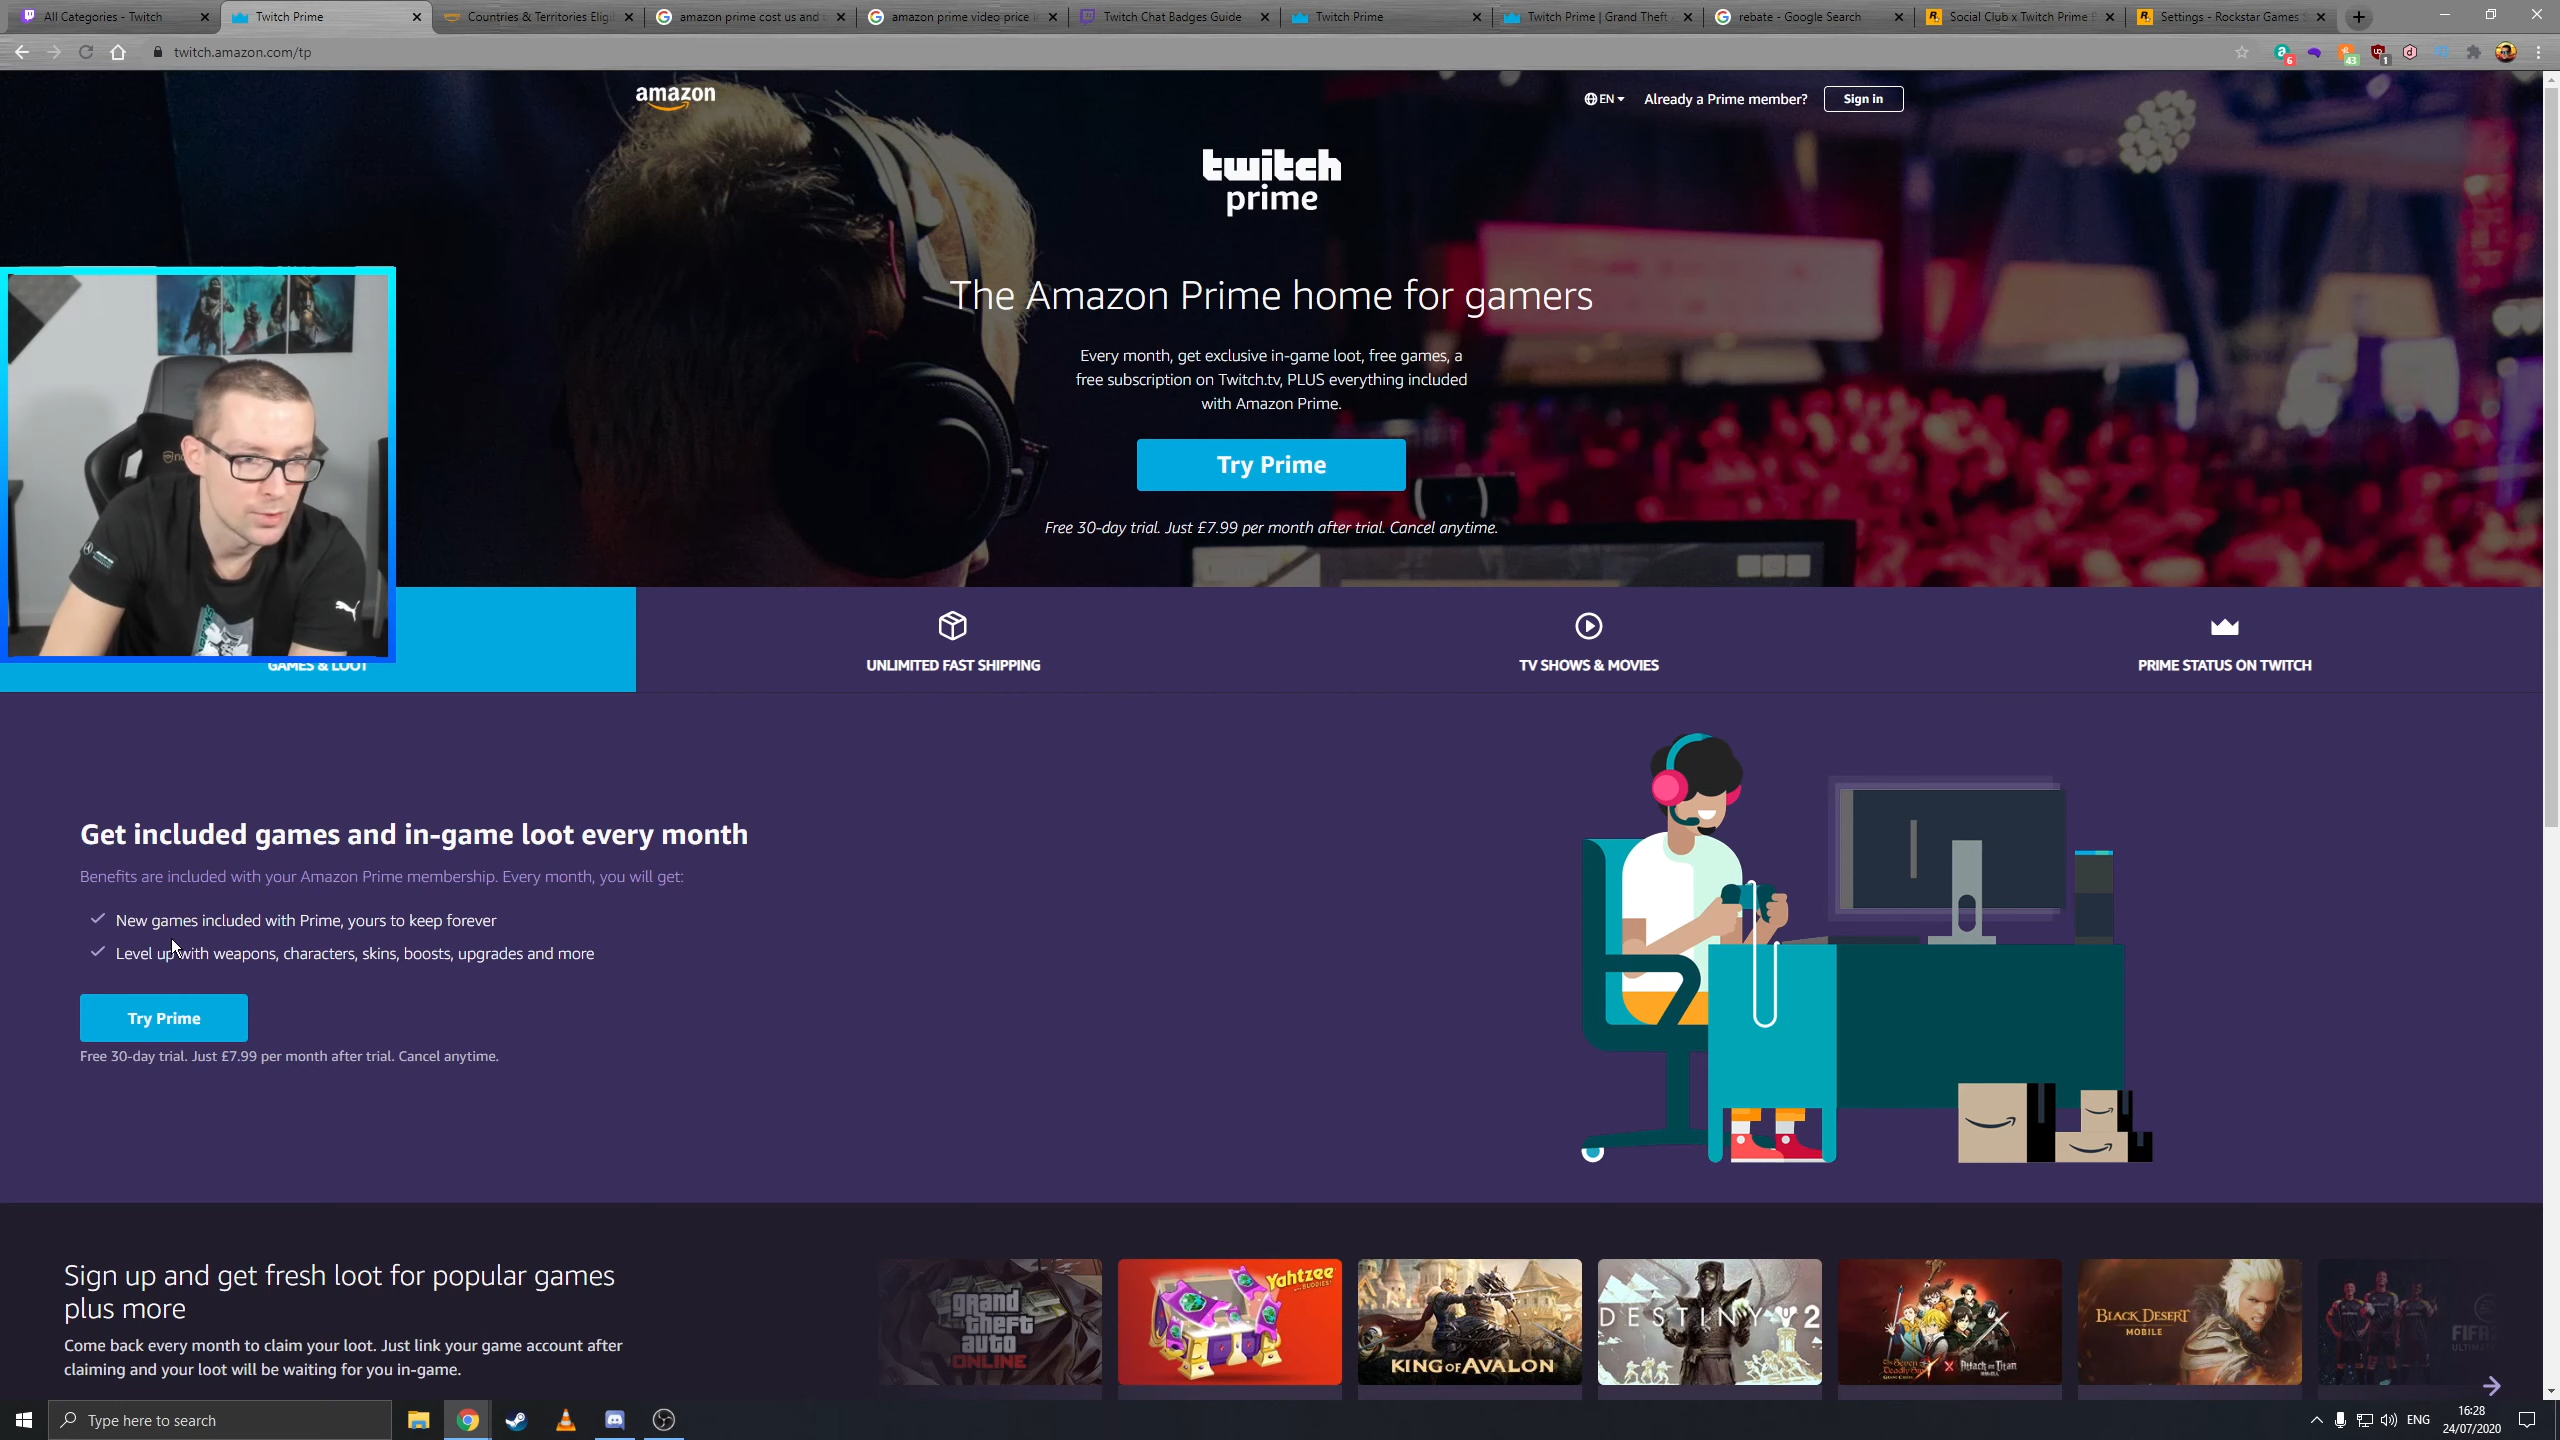 All Categories - Twitch
Twitch Prime
Countries & Territories Eligi
amazon prime cost us and
amazon prime video price i
Twitch Chat Badges Guide
Twitch Prime
Twitch Prime | Grand Theft
rebate - Google Search
Social Club x Twitch Prime
Settings - Rockstar Games
twitch.amazon.com/tp
6
43
1
amazon
EN
Already a Prime member?
Sign in
twitch
prime
The Amazon Prime home for gamers
Every month, get exclusive in-game loot, free games, a
free subscription on Twitch.tv, PLUS everything included
with Amazon Prime.
Try Prime
Free 30-day trial. Just £7.99 per month after trial. Cancel anytime.
GAMES & LOOT
UNLIMITED FAST SHIPPING
TV SHOWS & MOVIES
PRIME STATUS ON TWITCH
Get included games and in-game loot every month
Benefits are included with your Amazon Prime membership. Every month, you will get:
New games included with Prime, yours to keep forever
Level up with weapons, characters, skins, boosts, upgrades and more
Try Prime
Free 30-day trial. Just £7.99 per month after trial. Cancel anytime.
Sign up and get fresh loot for popular games
plus more
Come back every month to claim your loot. Just link your game account after
claiming and your loot will be waiting for you in-game.
grand
theft
auto
ONLINE
Yahtzee
KING OF AVALON
DESTINY 2
Attack on Titan
BLACK DESERT
MOBILE
FIFA
Type here to search
ENG
16:28
24/07/2020